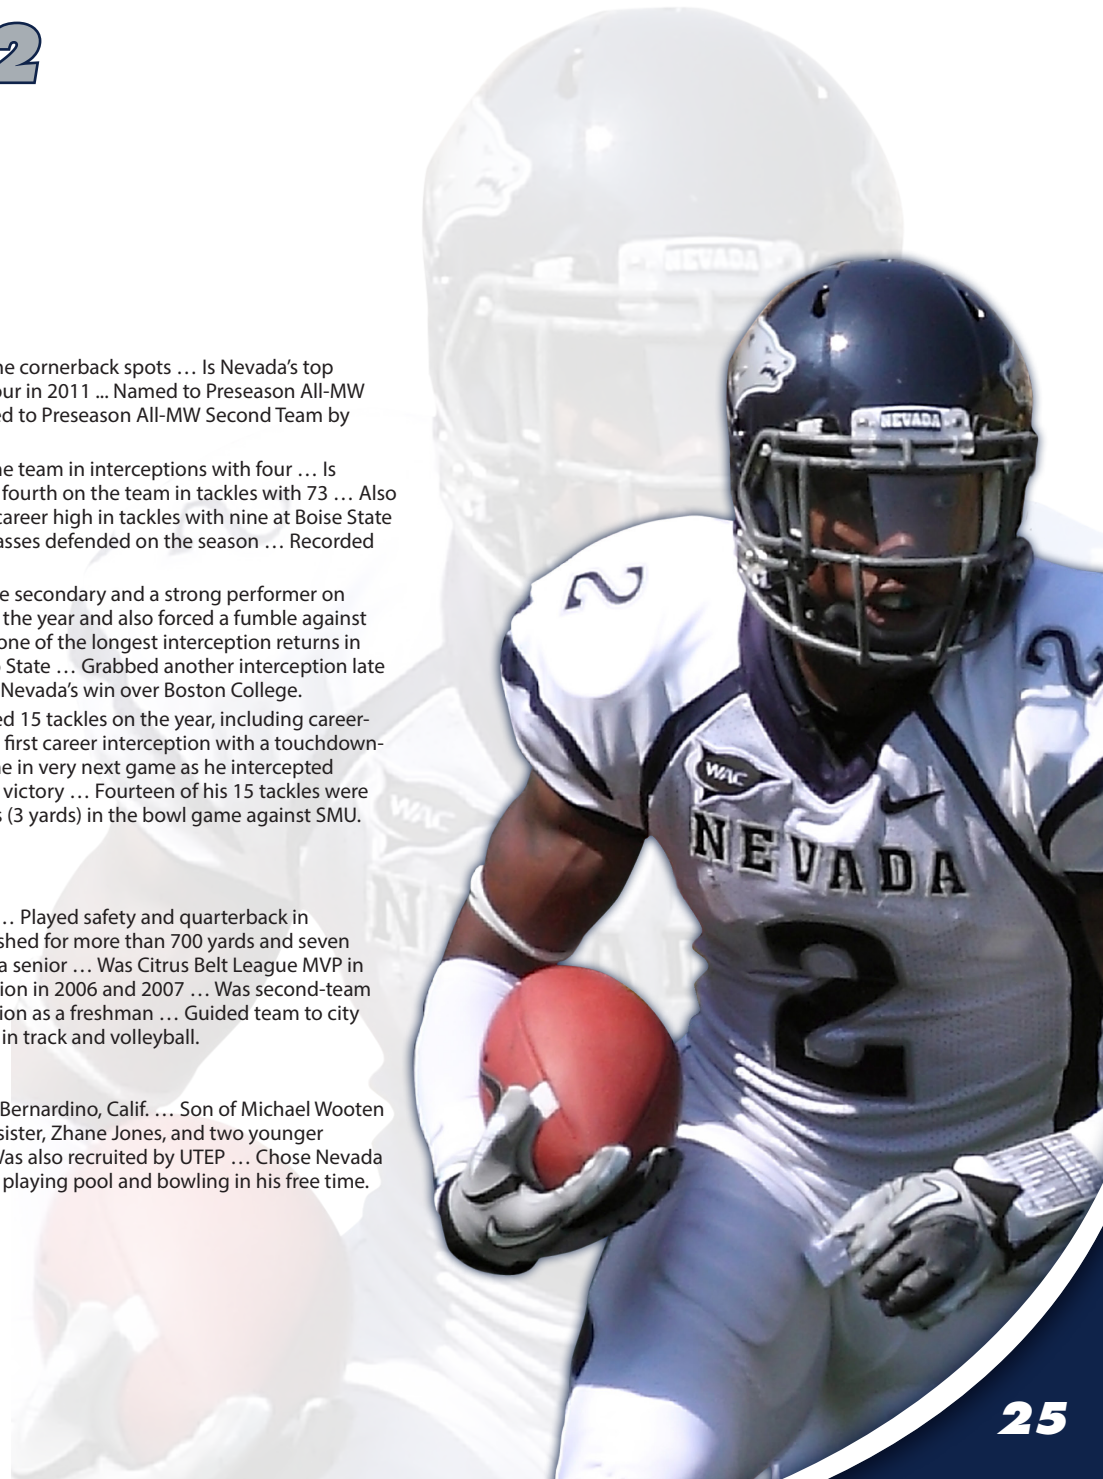 2
ne cornerback spots … Is Nevada’s top
our in 2011 ... Named to Preseason All-MW
ed to Preseason All-MW Second Team by
ne team in interceptions with four … Is
fourth on the team in tackles with 73 … Also
career high in tackles with nine at Boise State
asses defended on the season … Recorded
e secondary and a strong performer on
the year and also forced a fumble against
one of the longest interception returns in
State … Grabbed another interception late
Nevada’s win over Boston College.
ed 15 tackles on the year, including career-
first career interception with a touchdown-
ne in very next game as he intercepted
victory … Fourteen of his 15 tackles were
s (3 yards) in the bowl game against SMU.
… Played safety and quarterback in
shed for more than 700 yards and seven
a senior … Was Citrus Belt League MVP in
ion in 2006 and 2007 … Was second-team
ion as a freshman … Guided team to city
in track and volleyball.
Bernardino, Calif. … Son of Michael Wooten
sister, Zhane Jones, and two younger
Was also recruited by UTEP … Chose Nevada
playing pool and bowling in his free time.
NEVADA
NEVADA
2
2
WAC
WAC
NEVADA
2
25